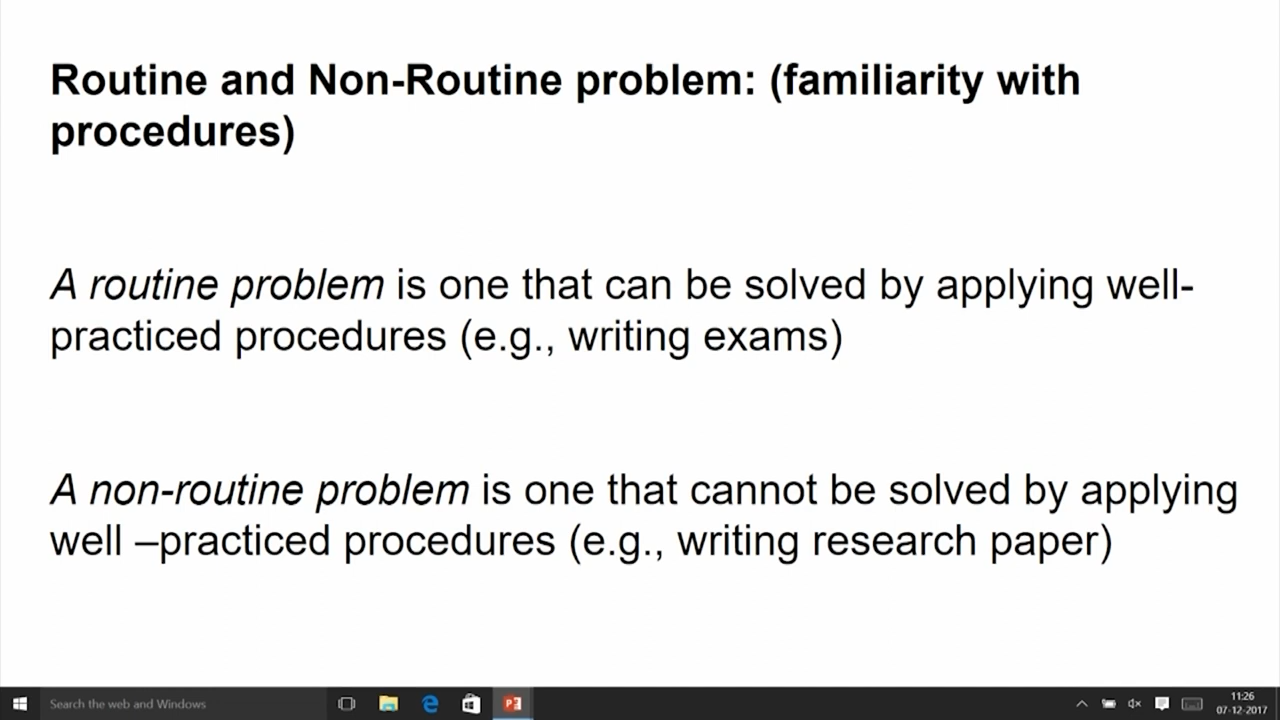 Routine and Non-Routine problem: (familiarity with
procedures)
A routine problem is one that can be solved by applying well-
practiced procedures (e.g., writing exams)
A non-routine problem is one that cannot be solved by applying
well –practiced procedures (e.g., writing research paper)
Search the web and Windows
11:26
07-12-2017